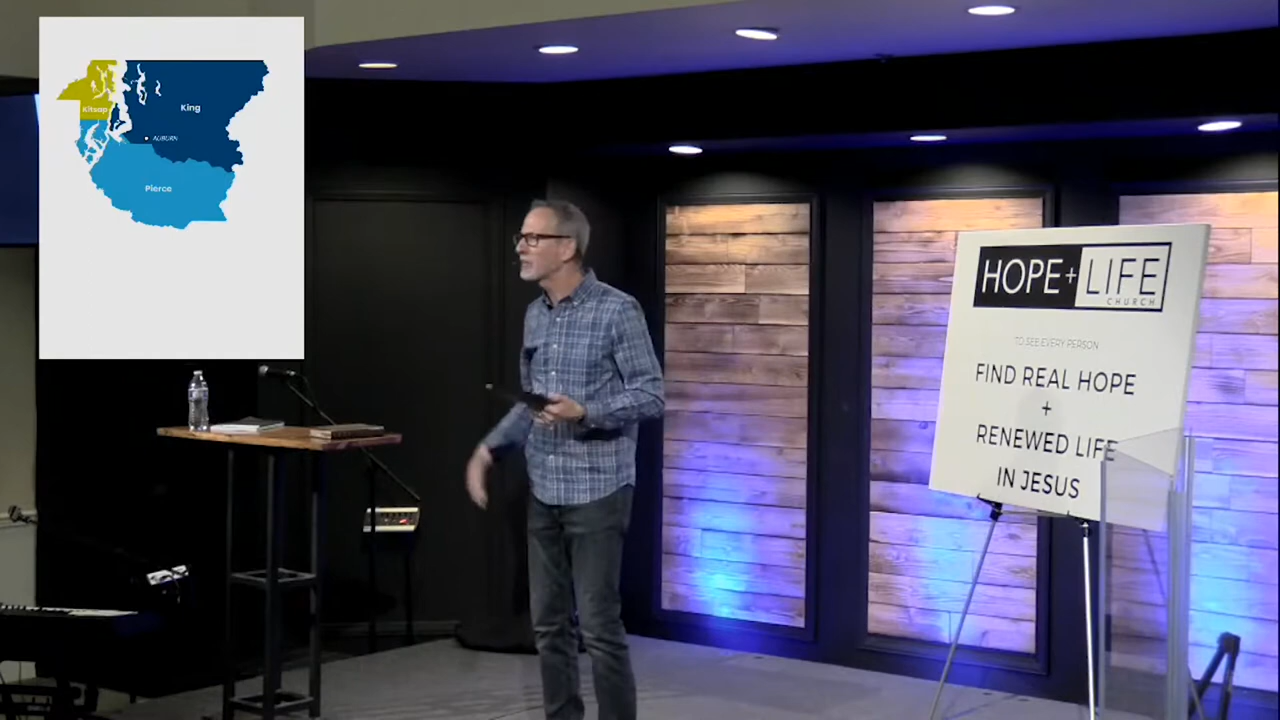 Kitsap
King
AUBURN
Pierce
HOPE+LIFE
CHURCH
TO SEE EVERY PERSON
FIND REAL HOPE
+
RENEWED LIFE
IN JESUS